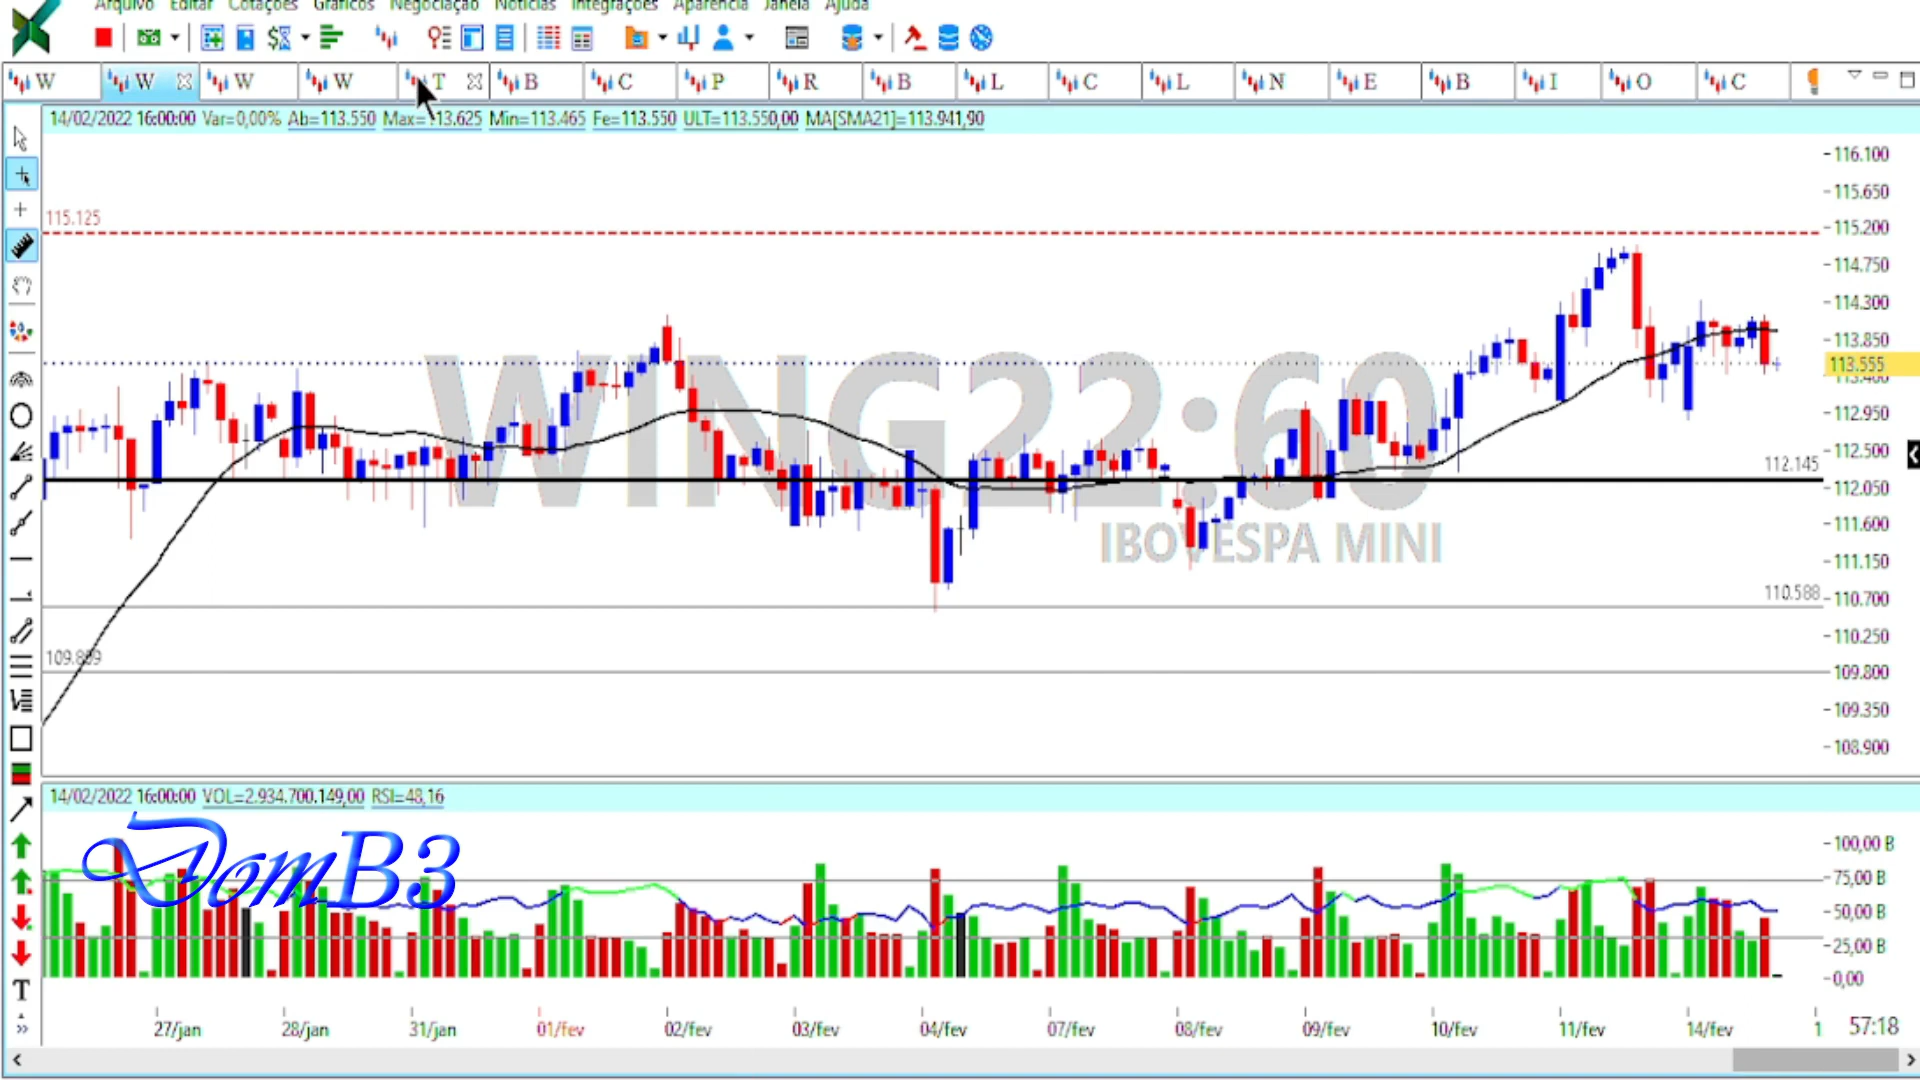 Arquivo Editar Cotações Gráficos Negociação Notícias Integrações Aparência Janela Ajuda
W W W W T B C P R B L C L N E B I O C
14/02/2022 16:00:00 Var=0,00% Ab=113.550 Max=113.625 Min=113.465 Fe=113.550 ULT=113.550,00 MA[SMA21]=113.941,90
116.100
115.650
115.125
115.200
114.750
114.300
113.850
113.555
113.400
112.950
112.500
112.145
112.050
111.600
111.150
110.588
110.700
110.250
109.809
109.800
109.350
108.900
WING22:60
IBOVESPA MINI
14/02/2022 16:00:00 VOL=2.934.700.149,00 RSI=48,16
DomB3
100,00 B
75,00 B
50,00 B
25,00 B
0,00
T
27/jan 28/jan 31/jan 01/fev 02/fev 03/fev 04/fev 07/fev 08/fev 09/fev 10/fev 11/fev 14/fev 1 57:18